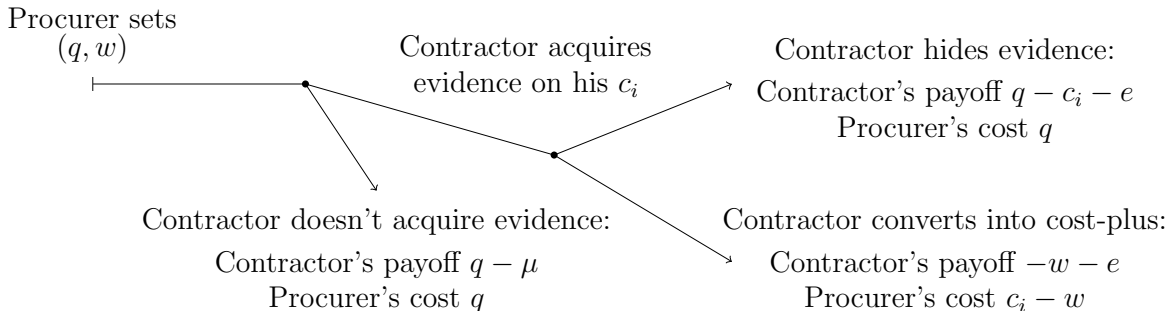 Procurer sets
(q, w)
Contractor acquires
evidence on his c_i
Contractor hides evidence:
Contractor's payoff q − c_i − e
Procurer's cost q
Contractor doesn't acquire evidence:
Contractor's payoff q − μ
Procurer's cost q
Contractor converts into cost-plus:
Contractor's payoff −w − e
Procurer's cost c_i − w